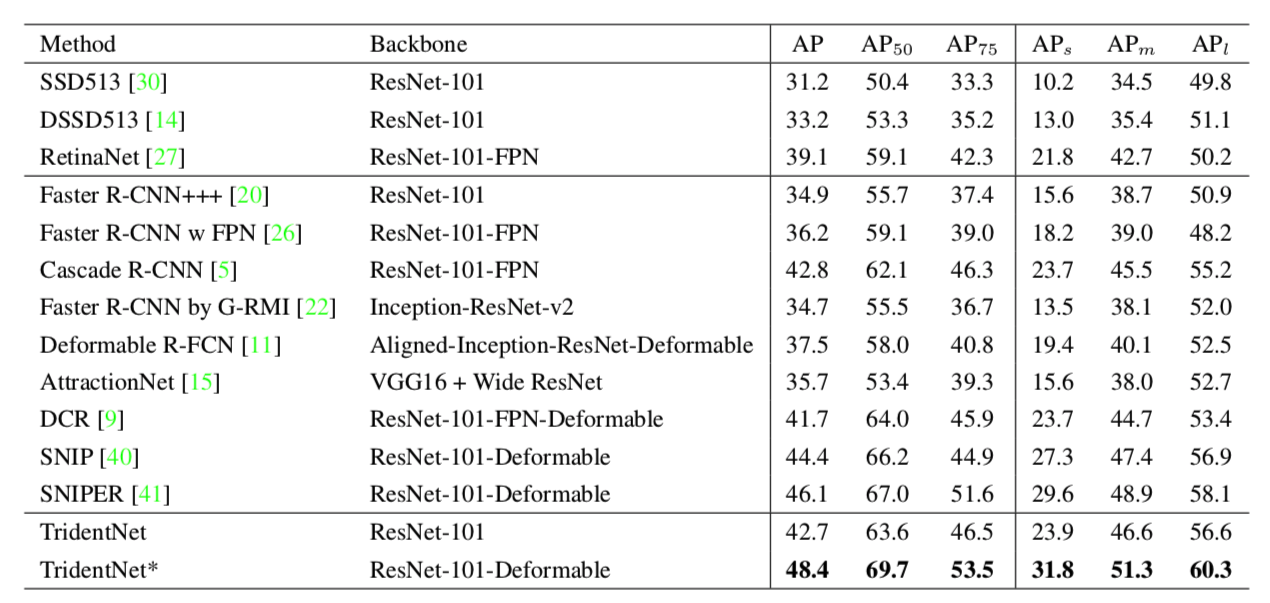 Method Backbone AP AP50 AP75 APs APm APl
SSD513 [30] ResNet-101 31.2 50.4 33.3 10.2 34.5 49.8
DSSD513 [14] ResNet-101 33.2 53.3 35.2 13.0 35.4 51.1
RetinaNet [27] ResNet-101-FPN 39.1 59.1 42.3 21.8 42.7 50.2
Faster R-CNN+++ [20] ResNet-101 34.9 55.7 37.4 15.6 38.7 50.9
Faster R-CNN w FPN [26] ResNet-101-FPN 36.2 59.1 39.0 18.2 39.0 48.2
Cascade R-CNN [5] ResNet-101-FPN 42.8 62.1 46.3 23.7 45.5 55.2
Faster R-CNN by G-RMI [22] Inception-ResNet-v2 34.7 55.5 36.7 13.5 38.1 52.0
Deformable R-FCN [11] Aligned-Inception-ResNet-Deformable 37.5 58.0 40.8 19.4 40.1 52.5
AttractionNet [15] VGG16 + Wide ResNet 35.7 53.4 39.3 15.6 38.0 52.7
DCR [9] ResNet-101-FPN-Deformable 41.7 64.0 45.9 23.7 44.7 53.4
SNIP [40] ResNet-101-Deformable 44.4 66.2 44.9 27.3 47.4 56.9
SNIPER [41] ResNet-101-Deformable 46.1 67.0 51.6 29.6 48.9 58.1
TridentNet ResNet-101 42.7 63.6 46.5 23.9 46.6 56.6
TridentNet* ResNet-101-Deformable 48.4 69.7 53.5 31.8 51.3 60.3